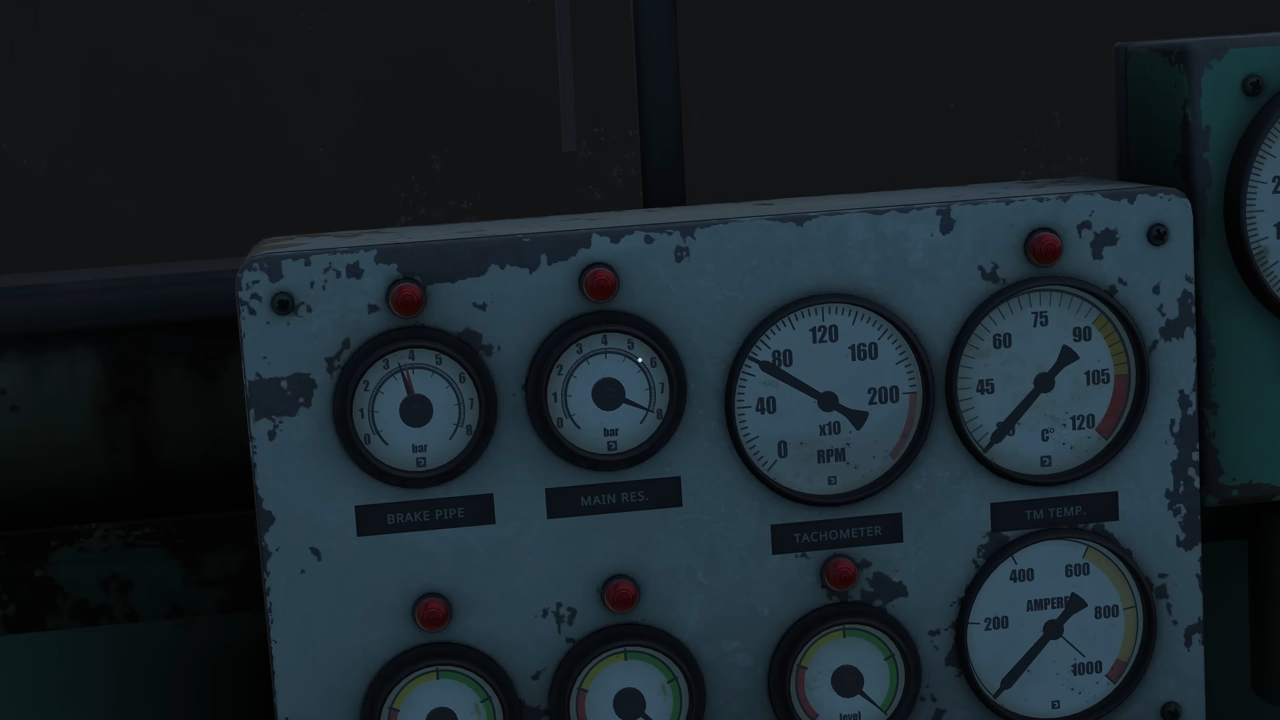 0 1 2 3 4 5 6 7 8
bar
BRAKE PIPE
0 1 2 3 4 5 6 8
bar
MAIN RES.
0 40 80 120 160 200
x10
RPM
TACHOMETER
45 60 75 90 105 120
C°
TM TEMP.
200 400 600 800 1000
AMPERE
level